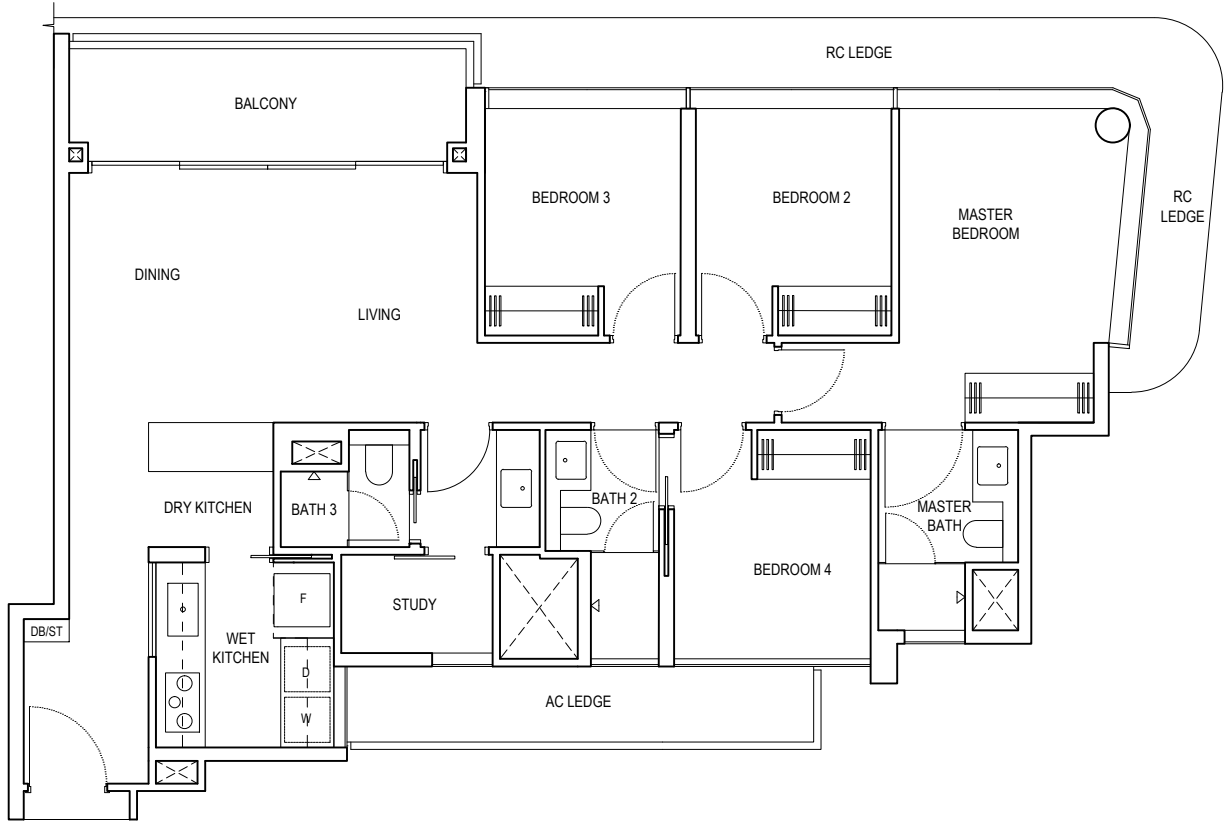 RC LEDGE
BALCONY
BEDROOM 3
BEDROOM 2
MASTER
BEDROOM
RC
LEDGE
DINING
LIVING
DRY KITCHEN
BATH 3
BATH 2
MASTER
BATH
BEDROOM 4
F
STUDY
DB/ST
WET
KITCHEN
D
W
AC LEDGE